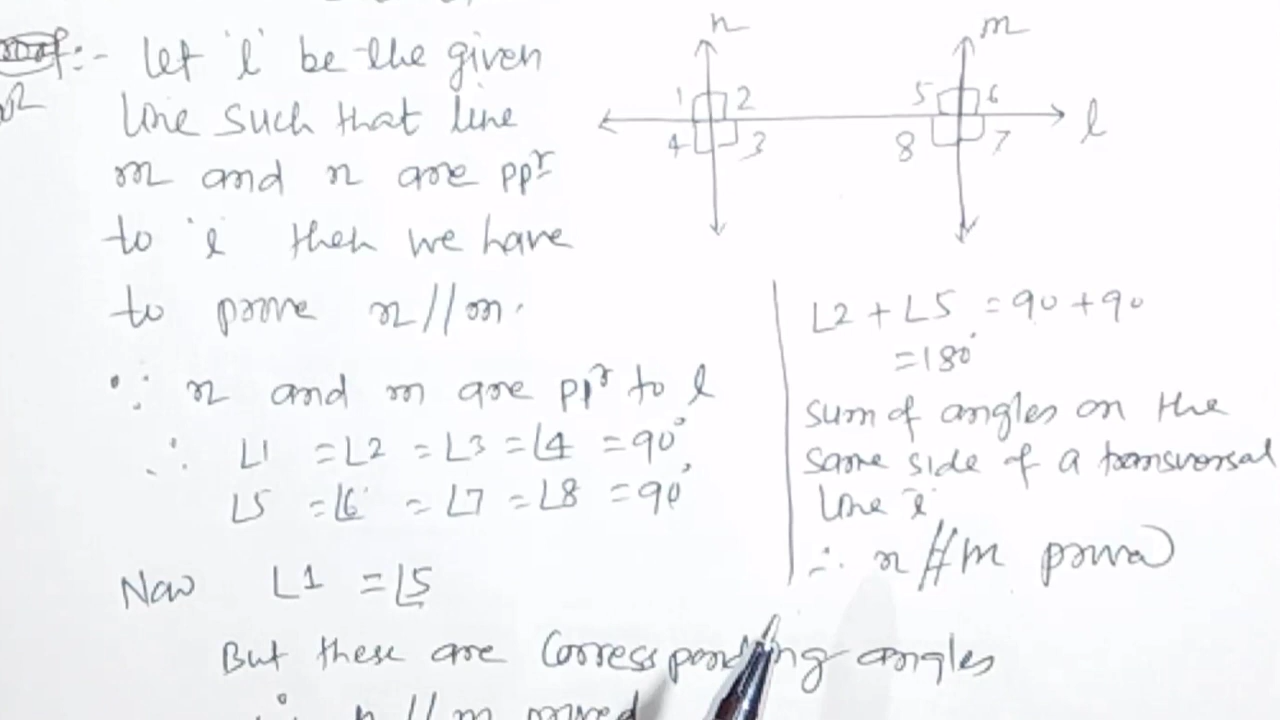 :- Let 'l' be the given
line such that line
m and n are ppr
to 'l' then we have
to prove n//m.
∵ n and m are ppr to l
∴ ∠1 = ∠2 = ∠3 = ∠4 = 90°
∠5 = ∠6 = ∠7 = ∠8 = 90°
Now ∠1 = ∠5
But these are Corresponding angles
∴ n // m proved
n
m
1 2
5 6
l
4 3
8 7
∠2 + ∠5 = 90 + 90
= 180°
sum of angles on the
same side of a transversal
line 'l'
∴ n // m